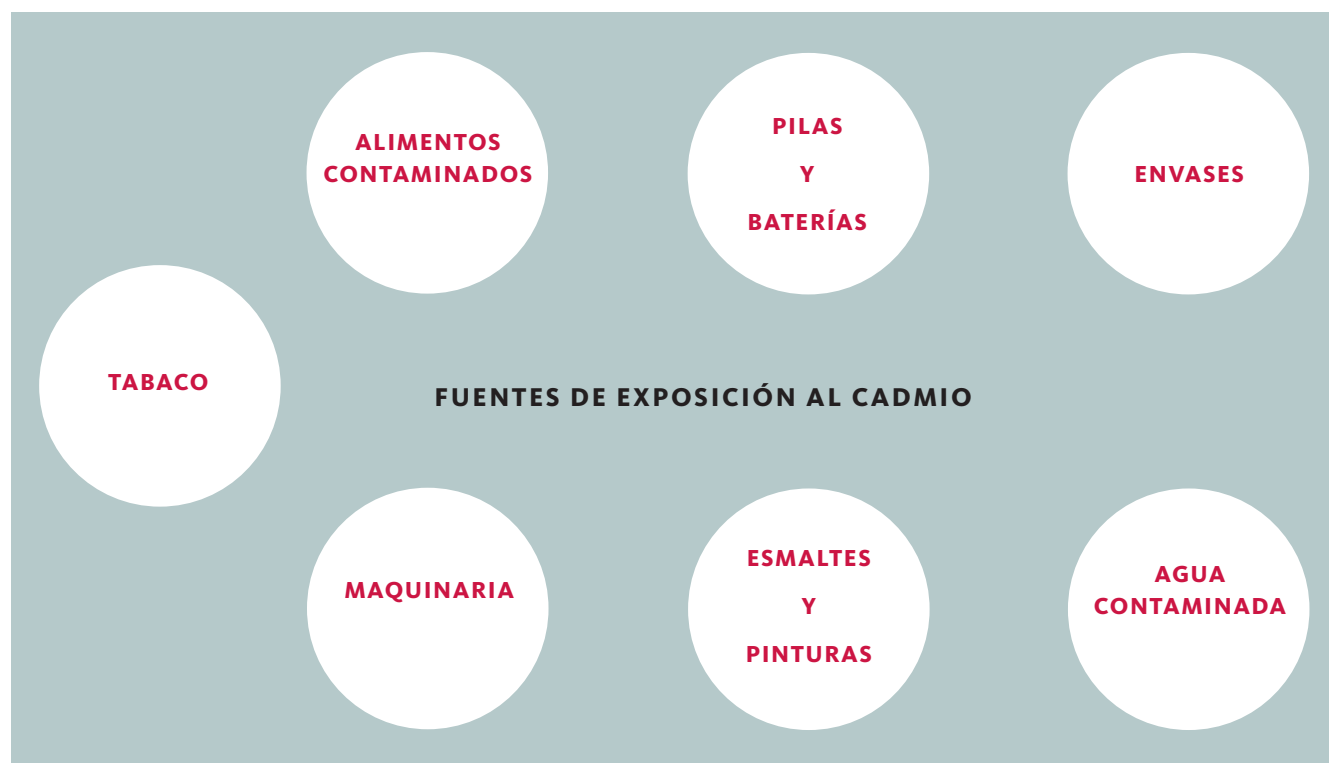 ALIMENTOS
CONTAMINADOS
PILAS
Y
BATERÍAS
ENVASES
TABACO
FUENTES DE EXPOSICIÓN AL CADMIO
MAQUINARIA
ESMALTES
Y
PINTURAS
AGUA
CONTAMINADA